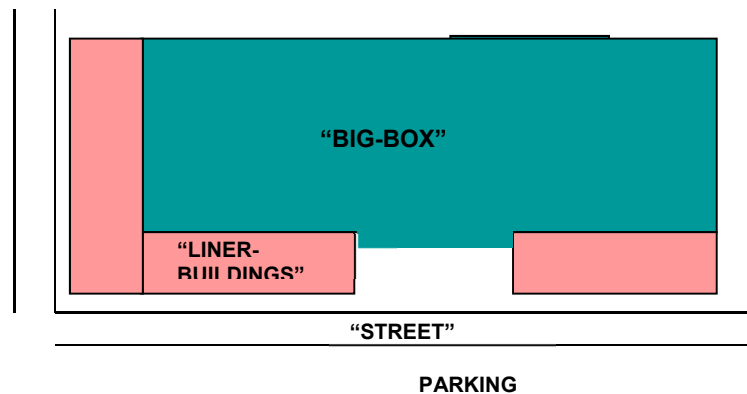 “BIG-BOX”
“LINER-
BUILDINGS”
“STREET”
PARKING